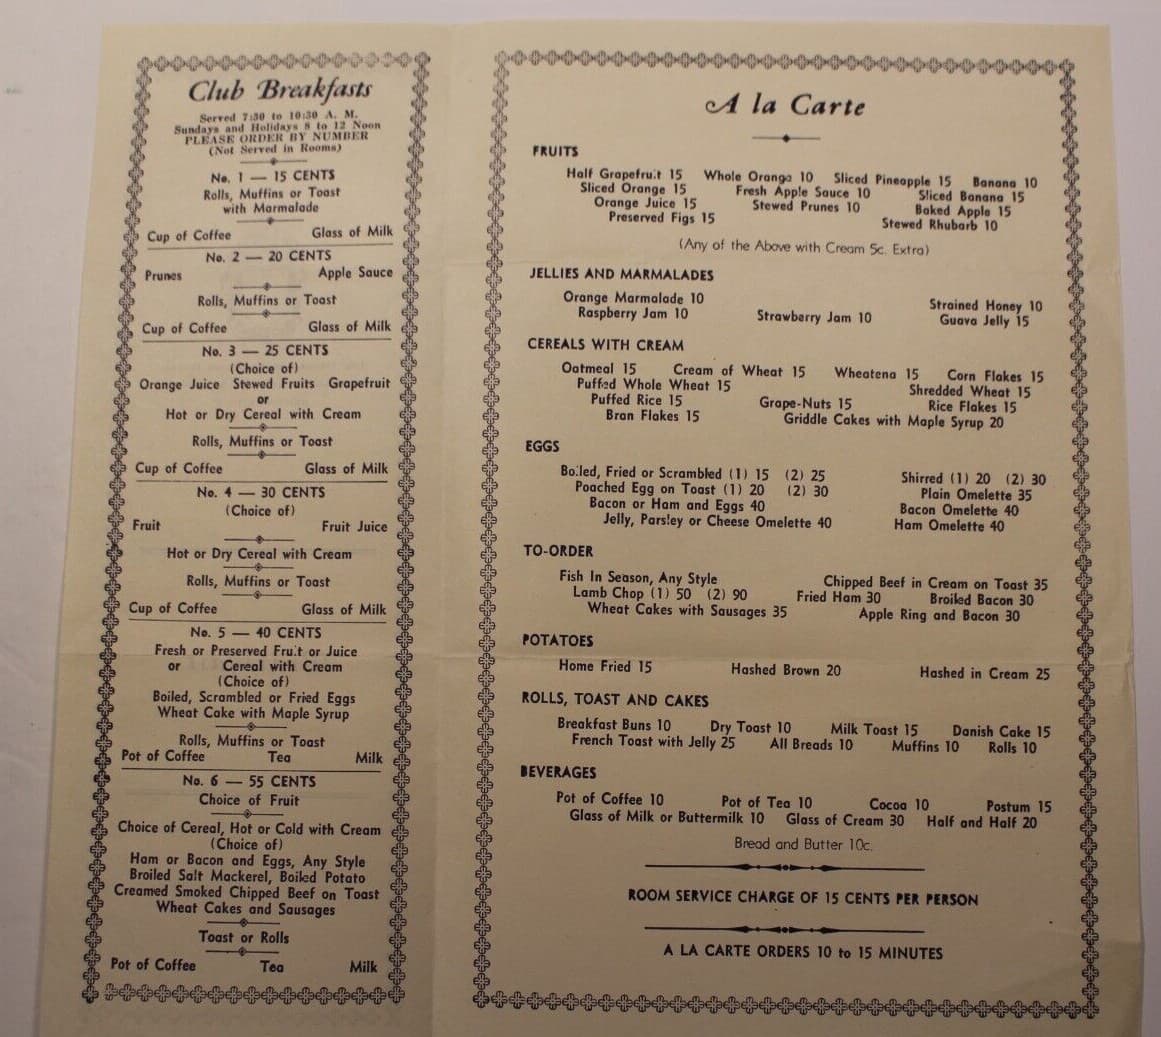 Club Breakfasts
Served 7:30 to 10:30 A. M.
Sundays and Holidays 8 to 12 Noon
PLEASE ORDER BY NUMBER
(Not Served in Rooms)
No. 1 — 15 CENTS
Rolls, Muffins or Toast
with Marmalade
Cup of Coffee Glass of Milk
No. 2 — 20 CENTS
Prunes Apple Sauce
Rolls, Muffins or Toast
Cup of Coffee Glass of Milk
No. 3 — 25 CENTS
(Choice of)
Orange Juice Stewed Fruits Grapefruit
or
Hot or Dry Cereal with Cream
Rolls, Muffins or Toast
Cup of Coffee Glass of Milk
No. 4 — 30 CENTS
(Choice of)
Fruit Fruit Juice
Hot or Dry Cereal with Cream
Rolls, Muffins or Toast
Cup of Coffee Glass of Milk
No. 5 — 40 CENTS
Fresh or Preserved Fruit or Juice
or Cereal with Cream
(Choice of)
Boiled, Scrambled or Fried Eggs
Wheat Cake with Maple Syrup
Rolls, Muffins or Toast
Pot of Coffee Tea Milk
No. 6 — 55 CENTS
Choice of Fruit
Choice of Cereal, Hot or Cold with Cream
(Choice of)
Ham or Bacon and Eggs, Any Style
Broiled Salt Mackerel, Boiled Potato
Creamed Smoked Chipped Beef on Toast
Wheat Cakes and Sausages
Toast or Rolls
Pot of Coffee Tea Milk
A la Carte
FRUITS
Half Grapefruit 15 Whole Orange 10 Sliced Pineapple 15 Banana 10
Sliced Orange 15 Fresh Apple Sauce 10 Sliced Banana 15
Orange Juice 15 Stewed Prunes 10 Baked Apple 15
Preserved Figs 15 Stewed Rhubarb 10
(Any of the Above with Cream 5c. Extra)
JELLIES AND MARMALADES
Orange Marmalade 10 Strained Honey 10
Raspberry Jam 10 Strawberry Jam 10 Guava Jelly 15
CEREALS WITH CREAM
Oatmeal 15 Cream of Wheat 15 Wheatena 15 Corn Flakes 15
Puffed Whole Wheat 15 Shredded Wheat 15
Puffed Rice 15 Grape-Nuts 15 Rice Flakes 15
Bran Flakes 15 Griddle Cakes with Maple Syrup 20
EGGS
Boiled, Fried or Scrambled (1) 15 (2) 25 Shirred (1) 20 (2) 30
Poached Egg on Toast (1) 20 (2) 30 Plain Omelette 35
Bacon or Ham and Eggs 40 Bacon Omelette 40
Jelly, Parsley or Cheese Omelette 40 Ham Omelette 40
TO-ORDER
Fish In Season, Any Style Chipped Beef in Cream on Toast 35
Lamb Chop (1) 50 (2) 90 Fried Ham 30 Broiled Bacon 30
Wheat Cakes with Sausages 35 Apple Ring and Bacon 30
POTATOES
Home Fried 15 Hashed Brown 20 Hashed in Cream 25
ROLLS, TOAST AND CAKES
Breakfast Buns 10 Dry Toast 10 Milk Toast 15 Danish Cake 15
French Toast with Jelly 25 All Breads 10 Muffins 10 Rolls 10
BEVERAGES
Pot of Coffee 10 Pot of Tea 10 Cocoa 10 Postum 15
Glass of Milk or Buttermilk 10 Glass of Cream 30 Half and Half 20
Bread and Butter 10c.
ROOM SERVICE CHARGE OF 15 CENTS PER PERSON
A LA CARTE ORDERS 10 to 15 MINUTES